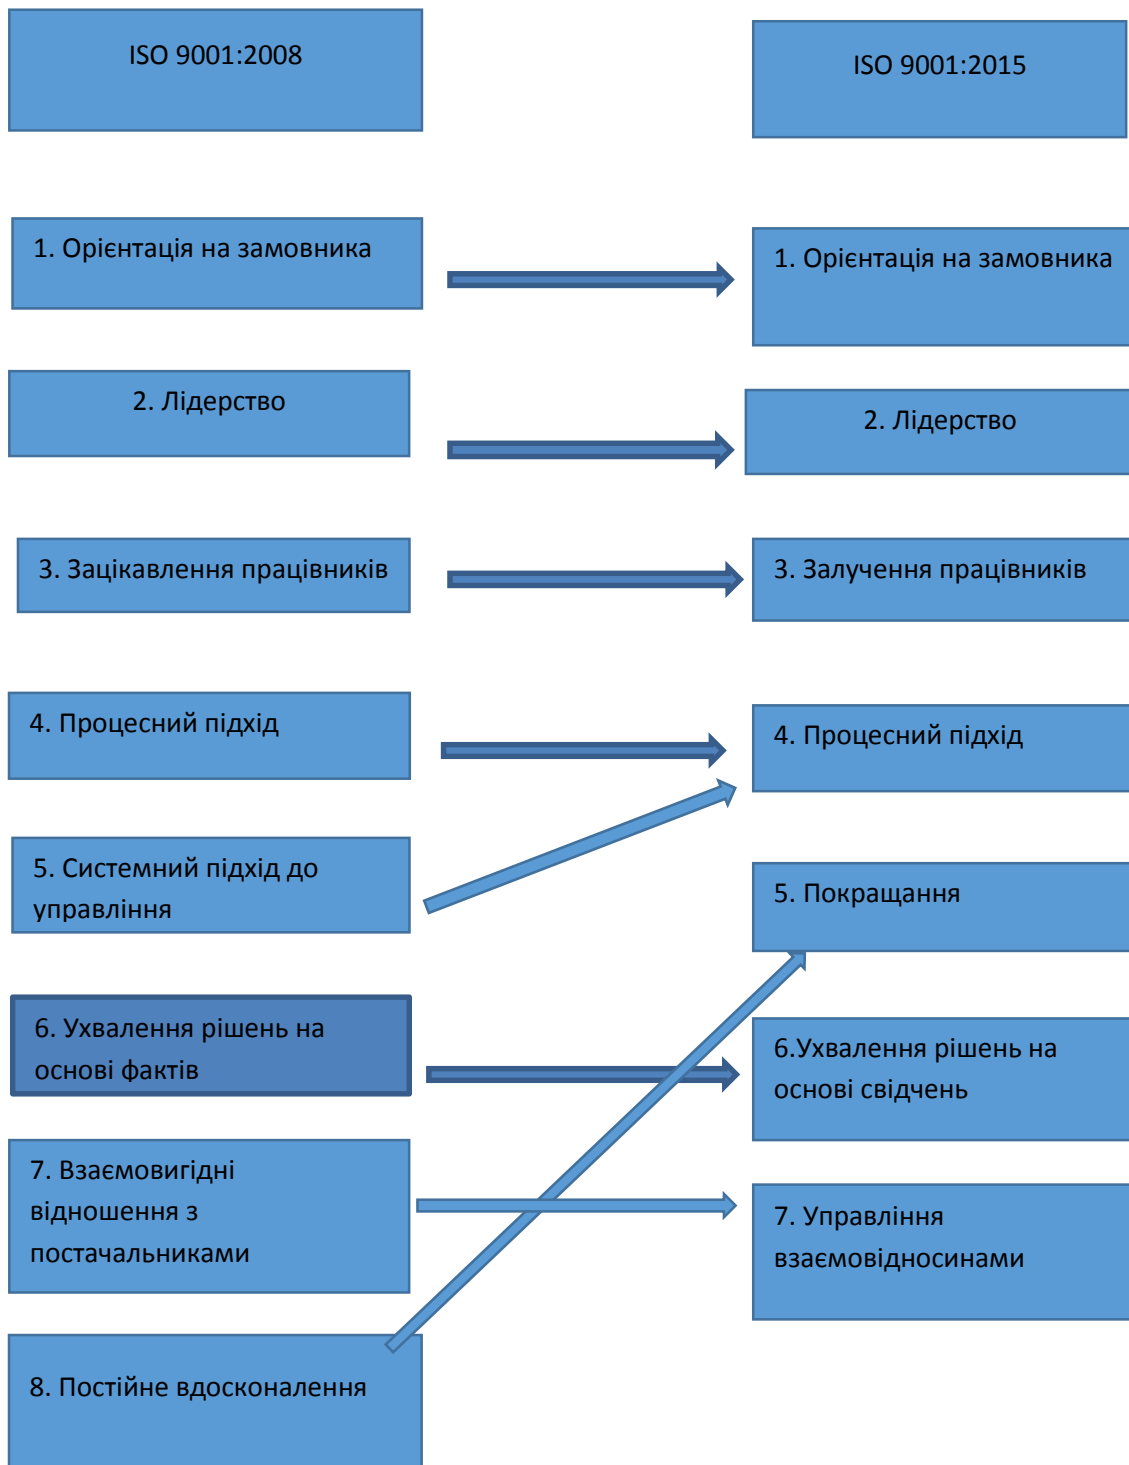 ISO 9001:2008
ISO 9001:2015
1. Орієнтація на замовника
1. Орієнтація на замовника
2. Лідерство
2. Лідерство
3. Зацікавлення працівників
3. Залучення працівників
4. Процесний підхід
4. Процесний підхід
5. Системний підхід до
управління
5. Покращання
6. Ухвалення рішень на
основі фактів
6.Ухвалення рішень на
основі свідчень
7. Взаємовигідні
відношення з
постачальниками
7. Управління
взаємовідносинами
8. Постійне вдосконалення